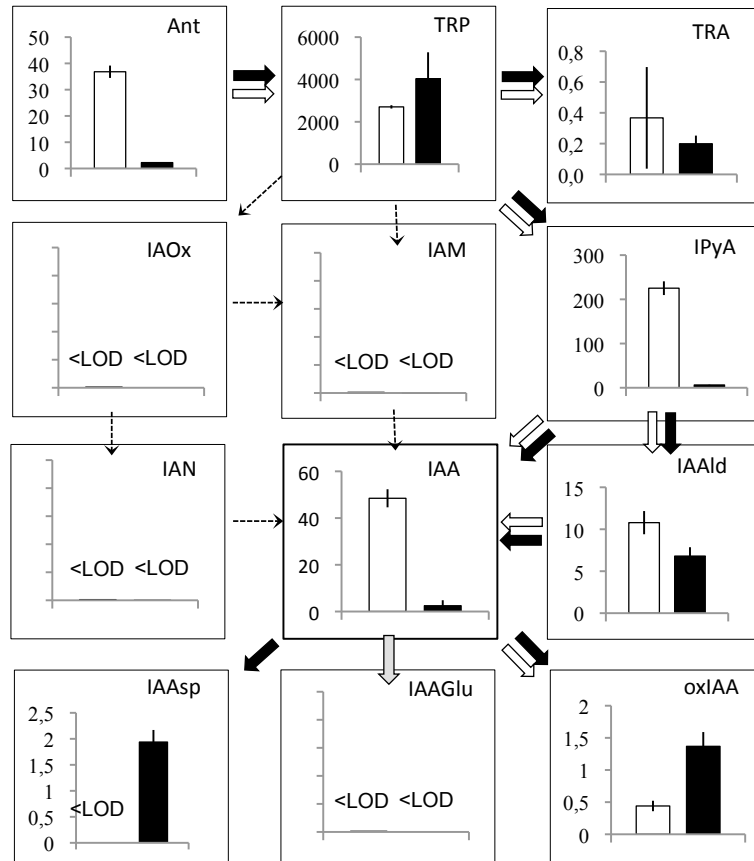 Ant
50
40
30
20
10
0
TRP
6000
4000
2000
0
TRA
0,8
0,6
0,4
0,2
0,0
IAOx
<LOD <LOD
IAM
<LOD <LOD
IPyA
300
200
100
0
IAN
<LOD <LOD
IAA
60
40
20
0
IAAld
15
10
5
0
IAAsp
2,5
2
1,5
1
0,5
0
<LOD
IAAGlu
<LOD <LOD
oxIAA
2
1,5
1
0,5
0